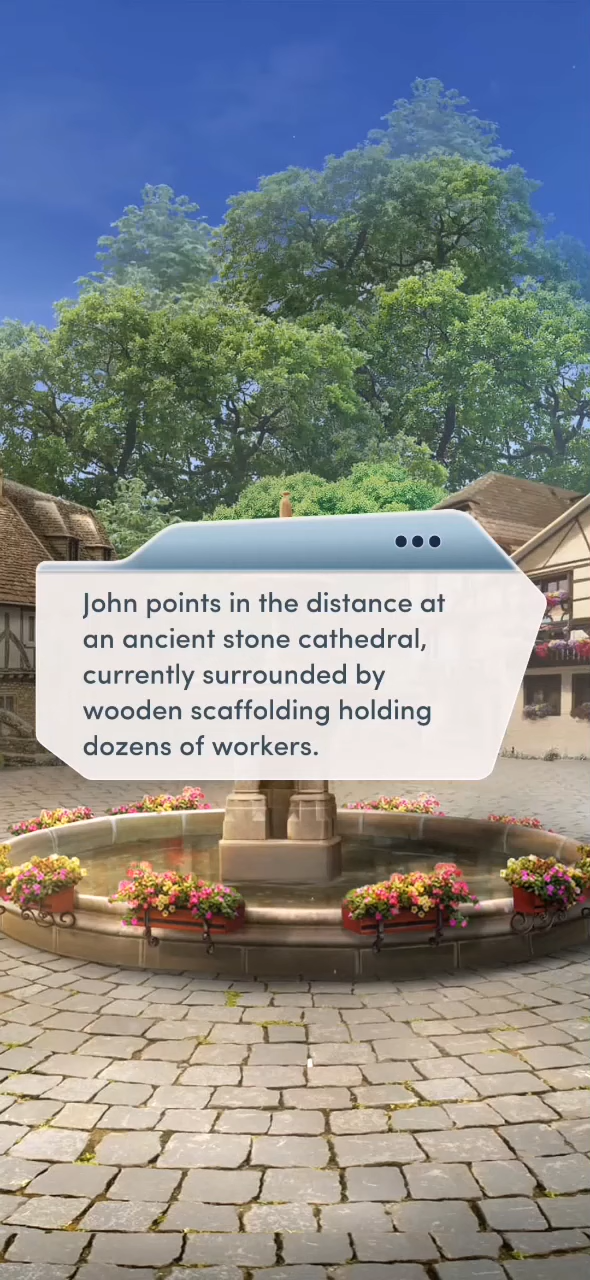 John points in the distance at
an ancient stone cathedral,
currently surrounded by
wooden scaffolding holding
dozens of workers.